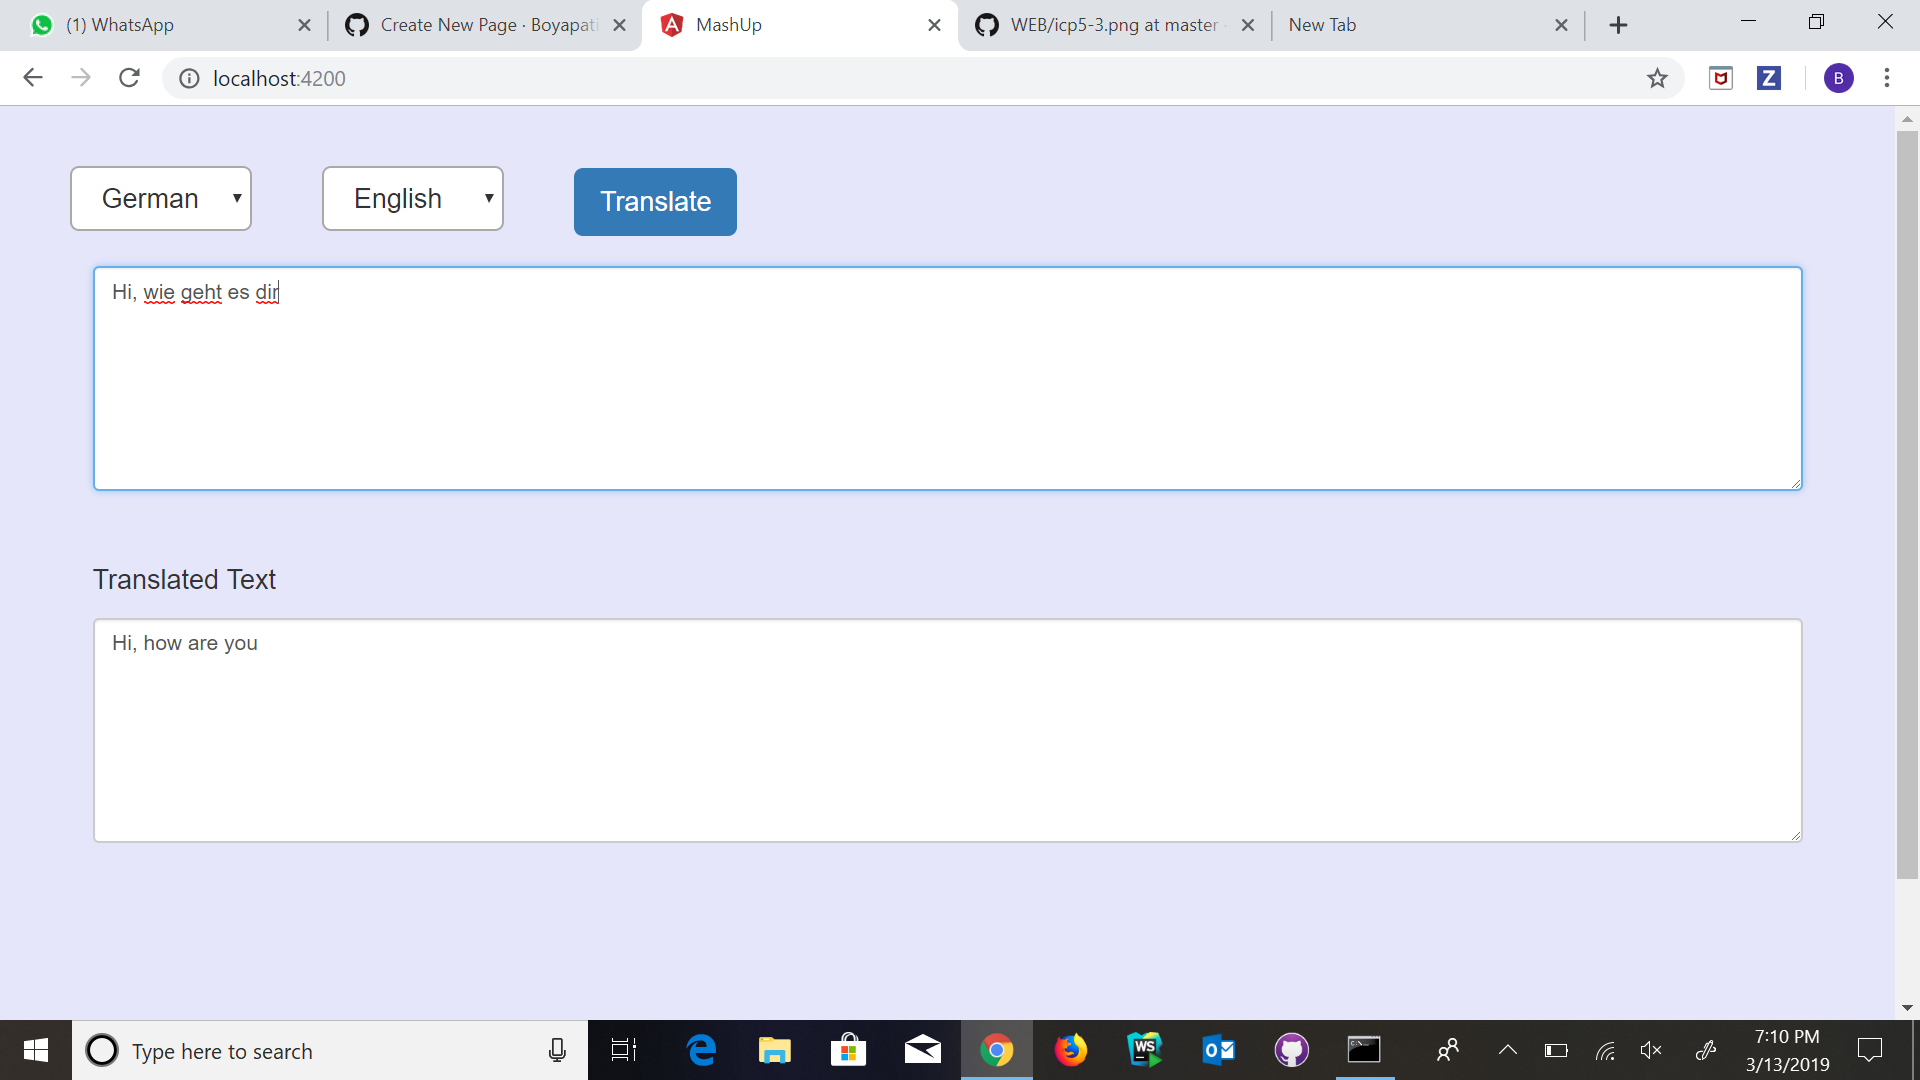 (1) WhatsApp
Create New Page · Boyapati
MashUp
WEB/icp5-3.png at master
New Tab
localhost:4200
B
German
English
Translate
Hi, wie geht es dir
Translated Text
Hi, how are you
Type here to search
7:10 PM
3/13/2019